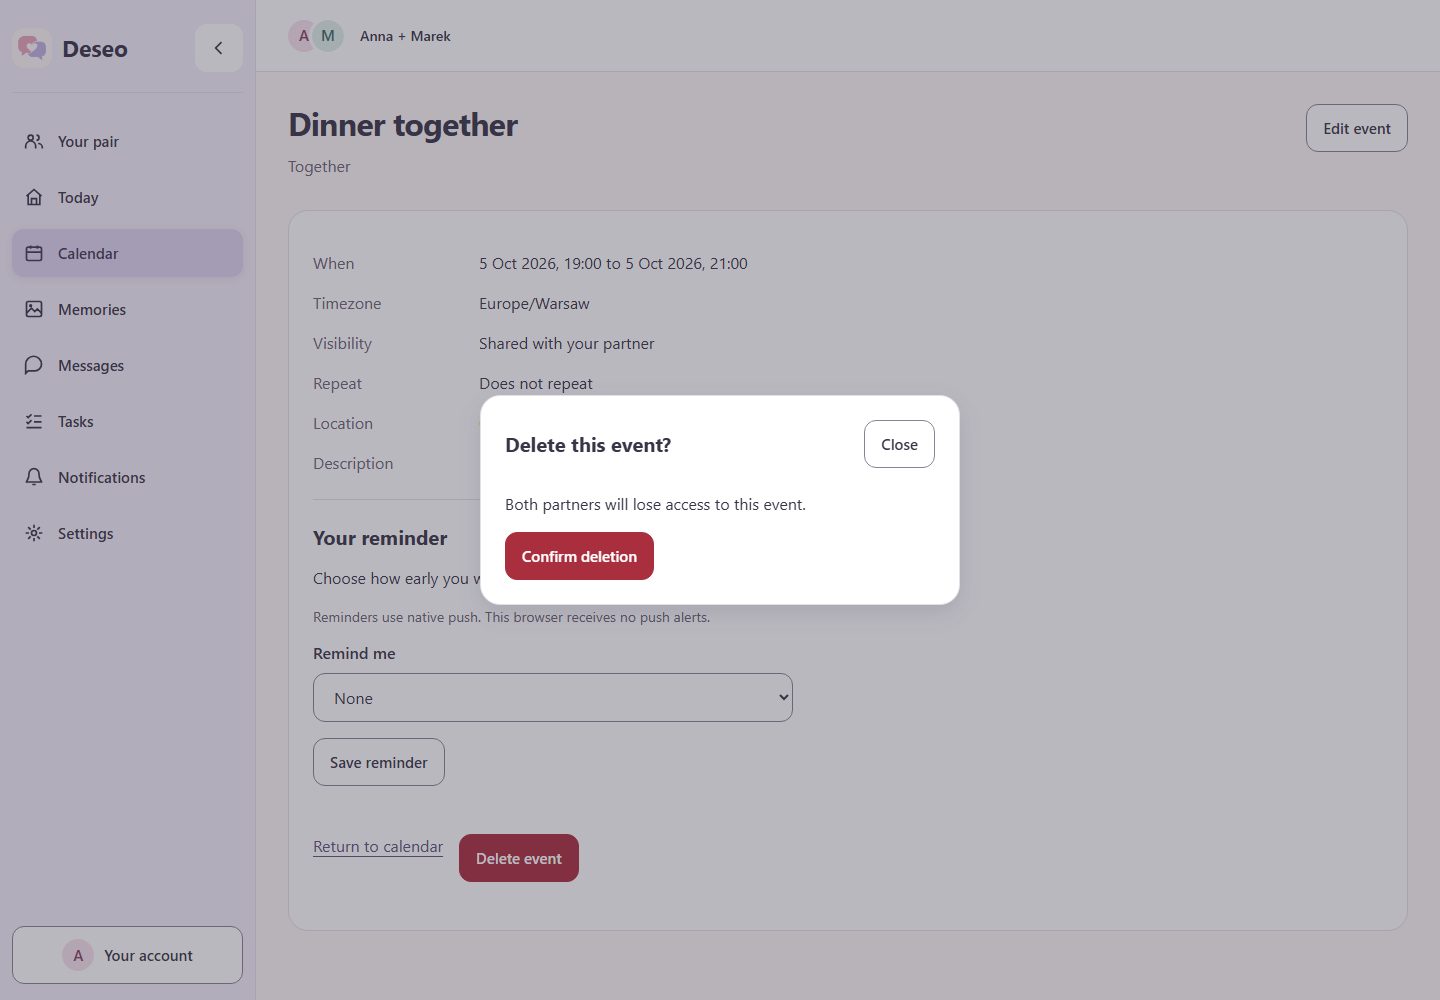 Deseo
A M Anna + Marek
Your pair
Today
Calendar
Memories
Messages
Tasks
Notifications
Settings
A Your account
Dinner together
Together
Edit event
When 5 Oct 2026, 19:00 to 5 Oct 2026, 21:00
Timezone Europe/Warsaw
Visibility Shared with your partner
Repeat Does not repeat
Location
Description
Delete this event?
Close
Both partners will lose access to this event.
Confirm deletion
Your reminder
Choose how early you
Reminders use native push. This browser receives no push alerts.
Remind me
None
Save reminder
Return to calendar
Delete event